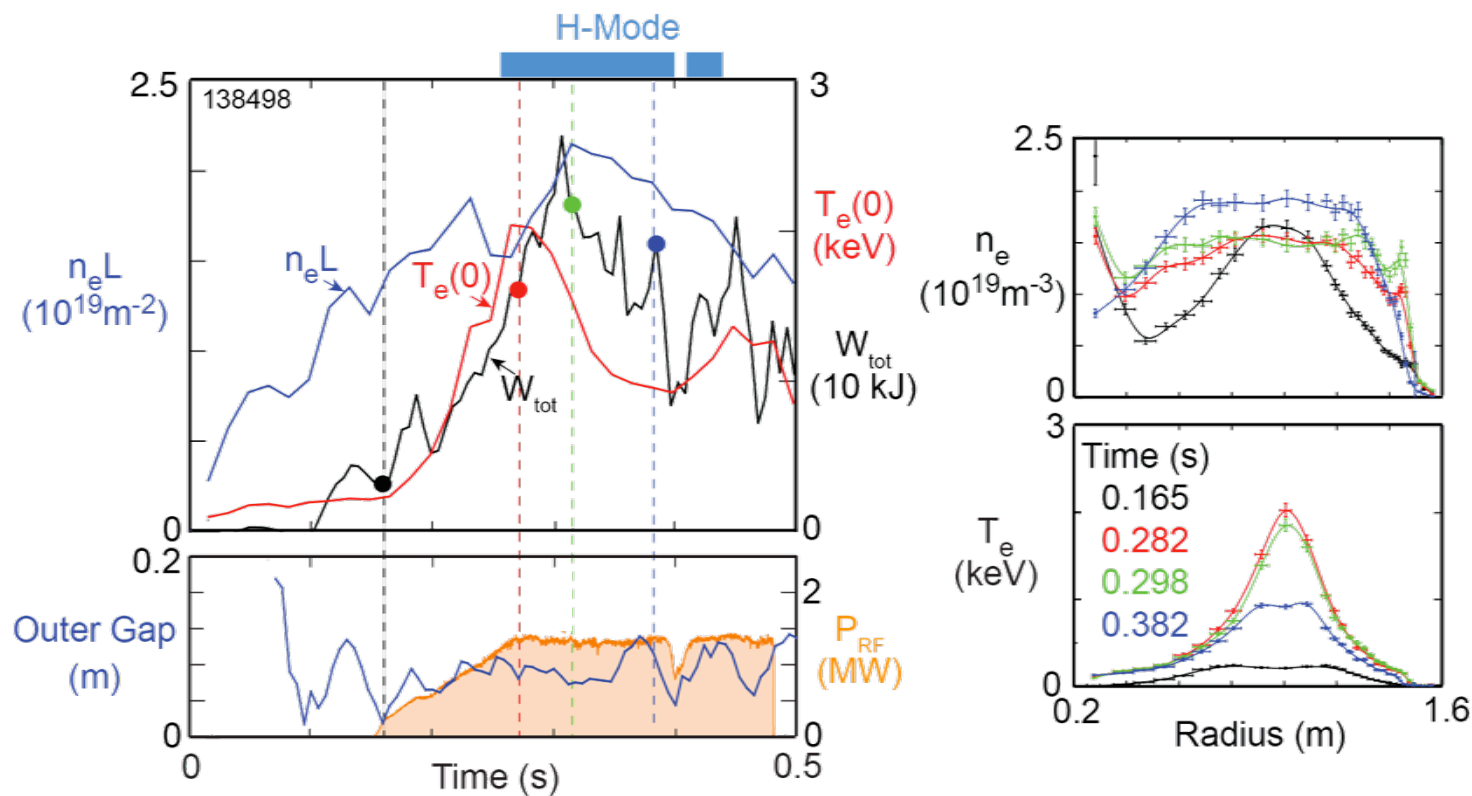 H-Mode
2.5
138498
3
n_eL
(10^19m^-2)
n_eL
T_e(0)
W_tot
T_e(0)
(keV)
W_tot
(10 kJ)
0
0
0.2
Outer Gap
(m)
2
P_RF
(MW)
0
0
0
Time (s)
0.5
2.5
n_e
(10^19m^-3)
0
3
Time (s)
0.165
0.282
0.298
0.382
T_e
(keV)
0
0.2
Radius (m)
1.6